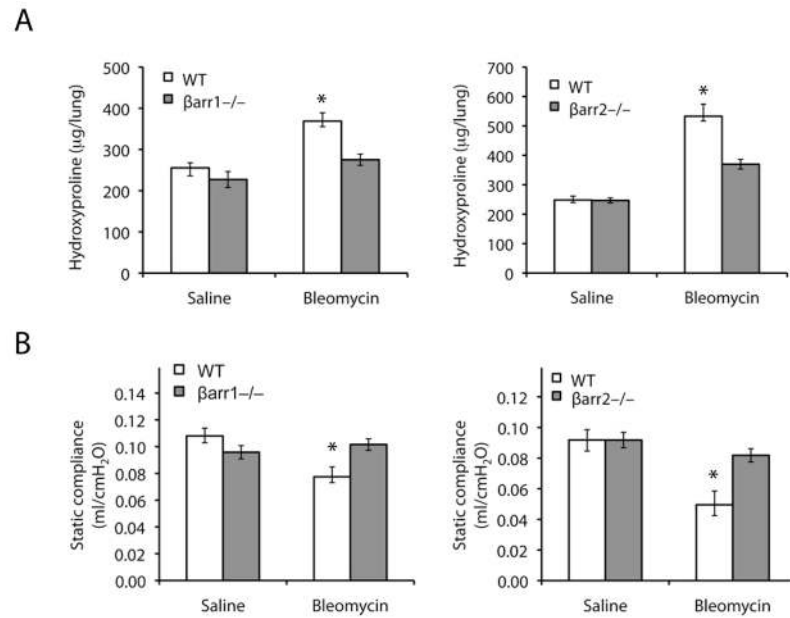 A
Hydroxyproline (μg/lung)
500
400
300
200
100
0
WT
βarr1−/−
*
Saline
Bleomycin
Hydroxyproline (μg/lung)
700
600
500
400
300
200
100
0
WT
βarr2−/−
*
Saline
Bleomycin
B
Static compliance
(ml/cmH₂O)
0.14
0.12
0.10
0.08
0.06
0.04
0.02
0.00
WT
βarr1−/−
*
Saline
Bleomycin
Static compliance
(ml/cmH₂O)
0.12
0.10
0.08
0.06
0.04
0.02
0.00
WT
βarr2−/−
*
Saline
Bleomycin